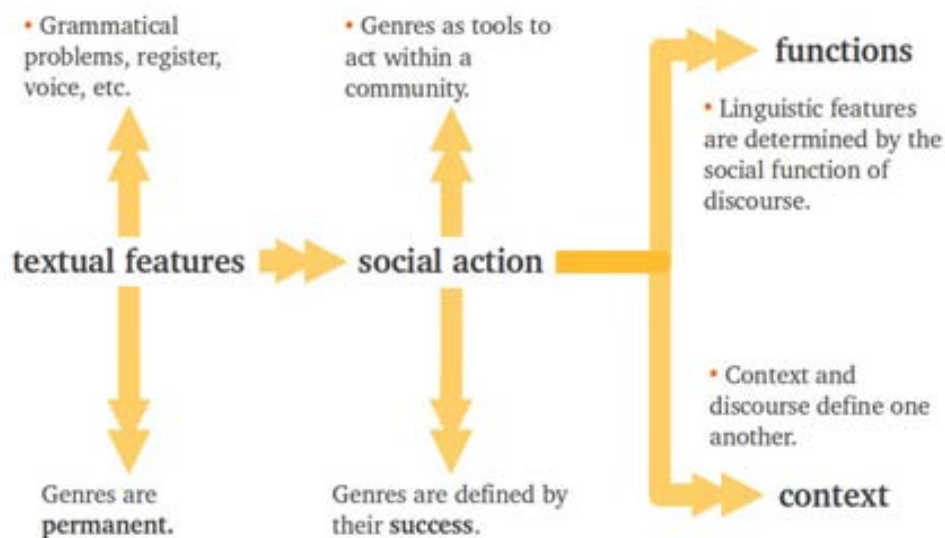 • Grammatical
problems, register,
voice, etc.
• Genres as tools to
act within a
community.
functions
• Linguistic features
are determined by the
social function of
discourse.
textual features
social action
• Context and
discourse define one
another.
Genres are
permanent.
Genres are defined by
their success.
context